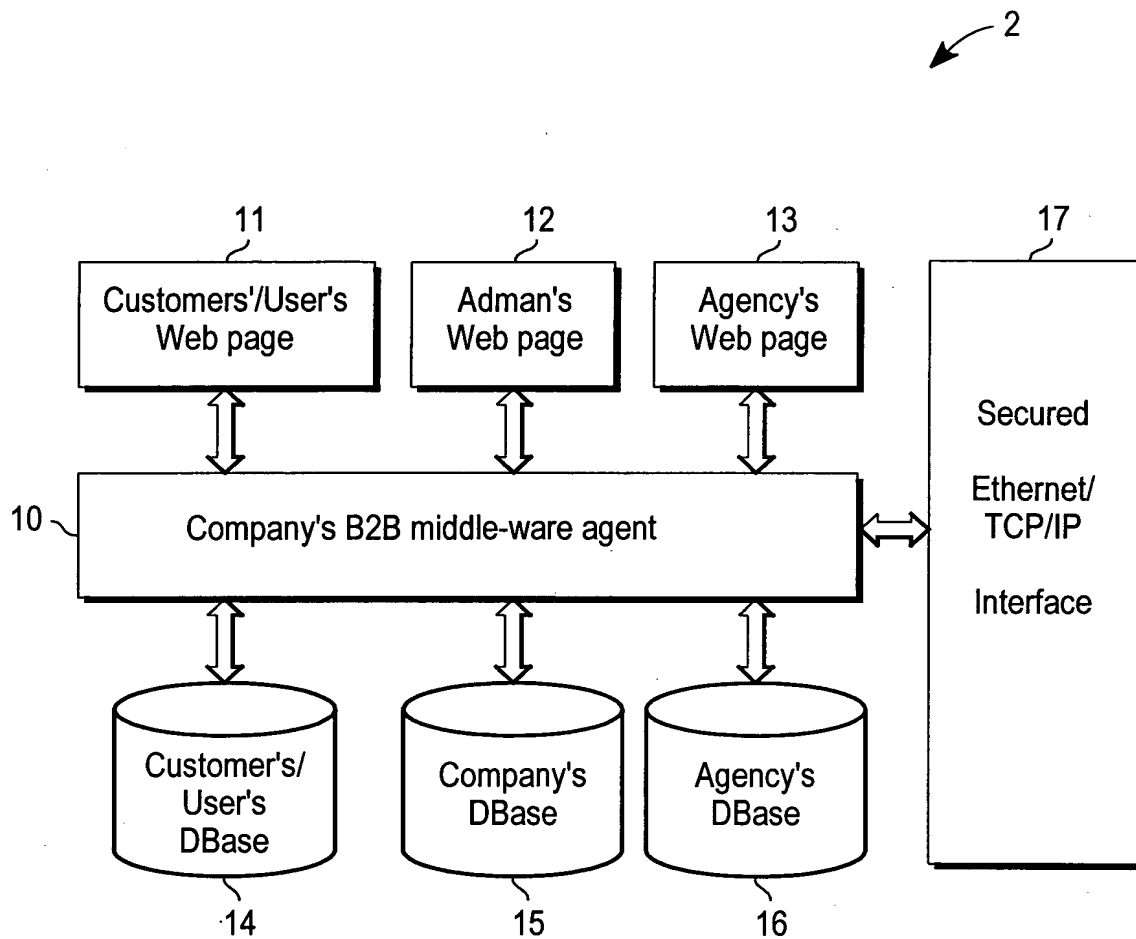 2
11
12
13
17
Customers'/User's
Web page
Adman's
Web page
Agency's
Web page
Secured
Ethernet/
TCP/IP
Interface
10
Company's B2B middle-ware agent
Customer's/
User's
DBase
Company's
DBase
Agency's
DBase
14
15
16